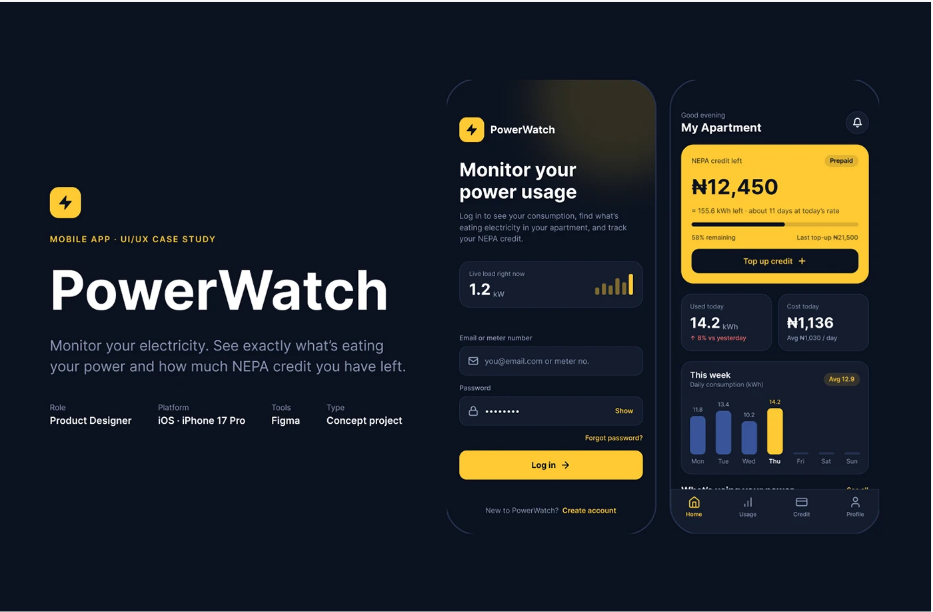 MOBILE APP · UI/UX CASE STUDY
PowerWatch
Monitor your electricity. See exactly what's eating
your power and how much NEPA credit you have left.
Role
Product Designer
Platform
iOS · iPhone 17 Pro
Tools
Figma
Type
Concept project
PowerWatch
Monitor your
power usage
Log in to see your consumption, find what's
eating electricity in your apartment, and track
your NEPA credit.
Live load right now
1.2 kW
Email or meter number
you@email.com or meter no.
Password
Show
Forgot password?
Log in →
New to PowerWatch? Create account
Good evening
My Apartment
NEPA credit left
Prepaid
₦12,450
≈ 155.6 kWh left · about 11 days at today's rate
58% remaining
Last top-up ₦21,500
Top up credit +
Used today
14.2 kWh
↑ 8% vs yesterday
Cost today
₦1,136
Avg ₦1,030 / day
This week
Daily consumption (kWh)
Avg 12.9
11.8
13.4
10.2
14.2
Mon
Tue
Wed
Thu
Fri
Sat
Sun
Home
Usage
Credit
Profile